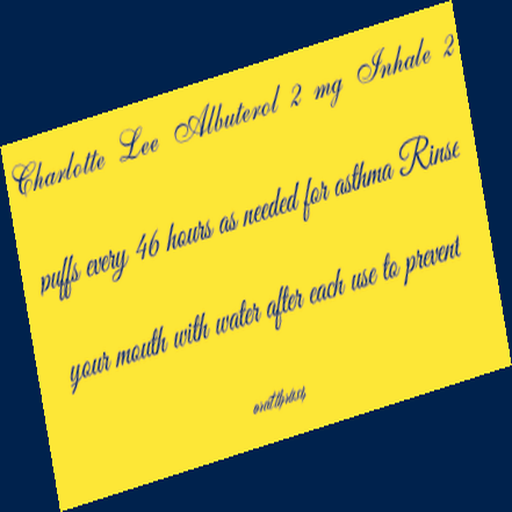 Charlotte Lee Albuterol 2 mg Inhale 2
puffs every 46 hours as needed for asthma Rinse
your mouth with water after each use to prevent